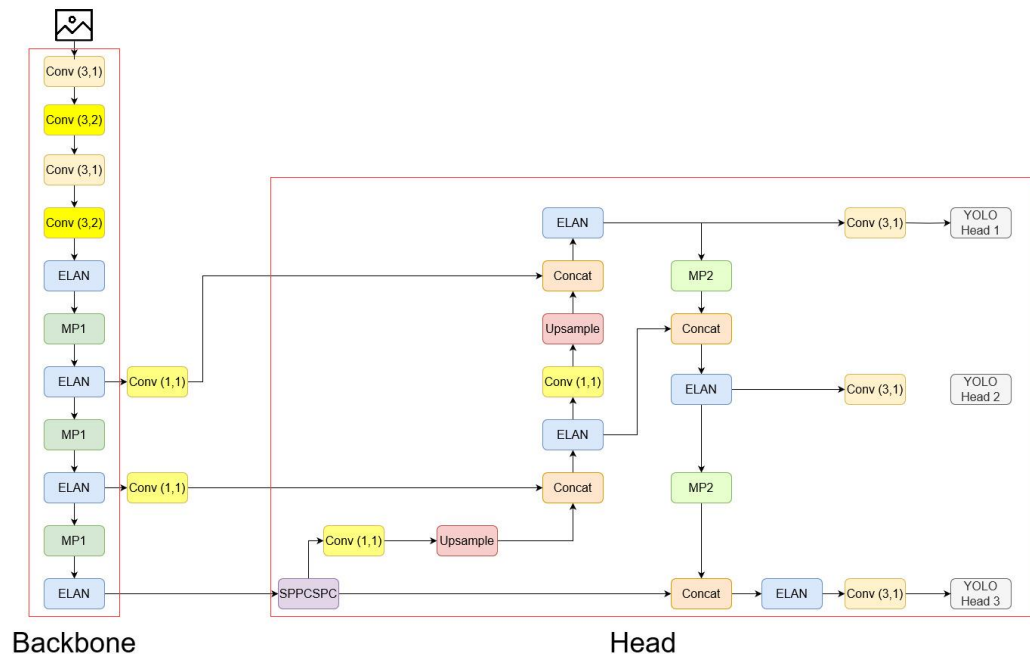 Conv (3,1)
Conv (3,2)
Conv (3,1)
Conv (3,2)
ELAN
MP1
ELAN
Conv (1,1)
MP1
ELAN
Conv (1,1)
MP1
ELAN
SPPCSPC
Conv (1,1)
Upsample
Concat
ELAN
Conv (1,1)
Upsample
Concat
ELAN
MP2
Concat
ELAN
MP2
Concat
ELAN
Conv (3,1)
YOLO
Head 1
Conv (3,1)
YOLO
Head 2
Conv (3,1)
YOLO
Head 3
Backbone
Head